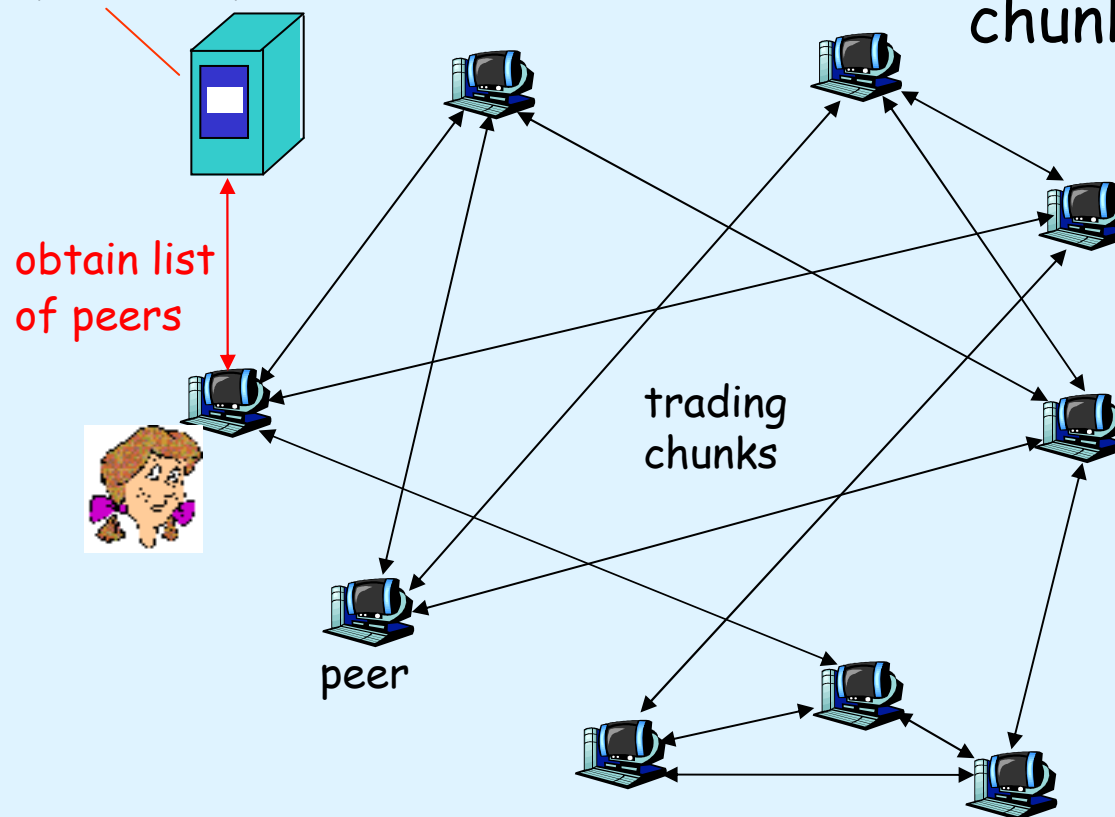 obtain list
of peers
trading
chunks
peer